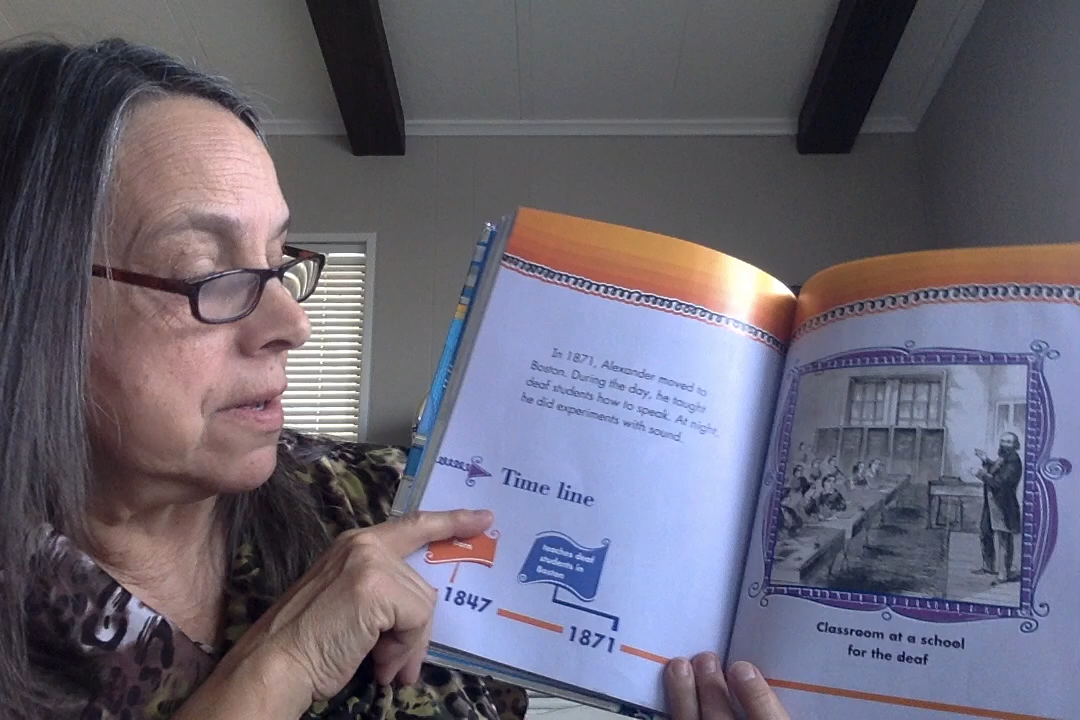 In 1871, Alexander moved to
Boston. During the day, he taught
deaf students how to speak. At night,
he did experiments with sound.
Time line
born
teaches deaf
students in
Boston
1847
1871
Classroom at a school
for the deaf